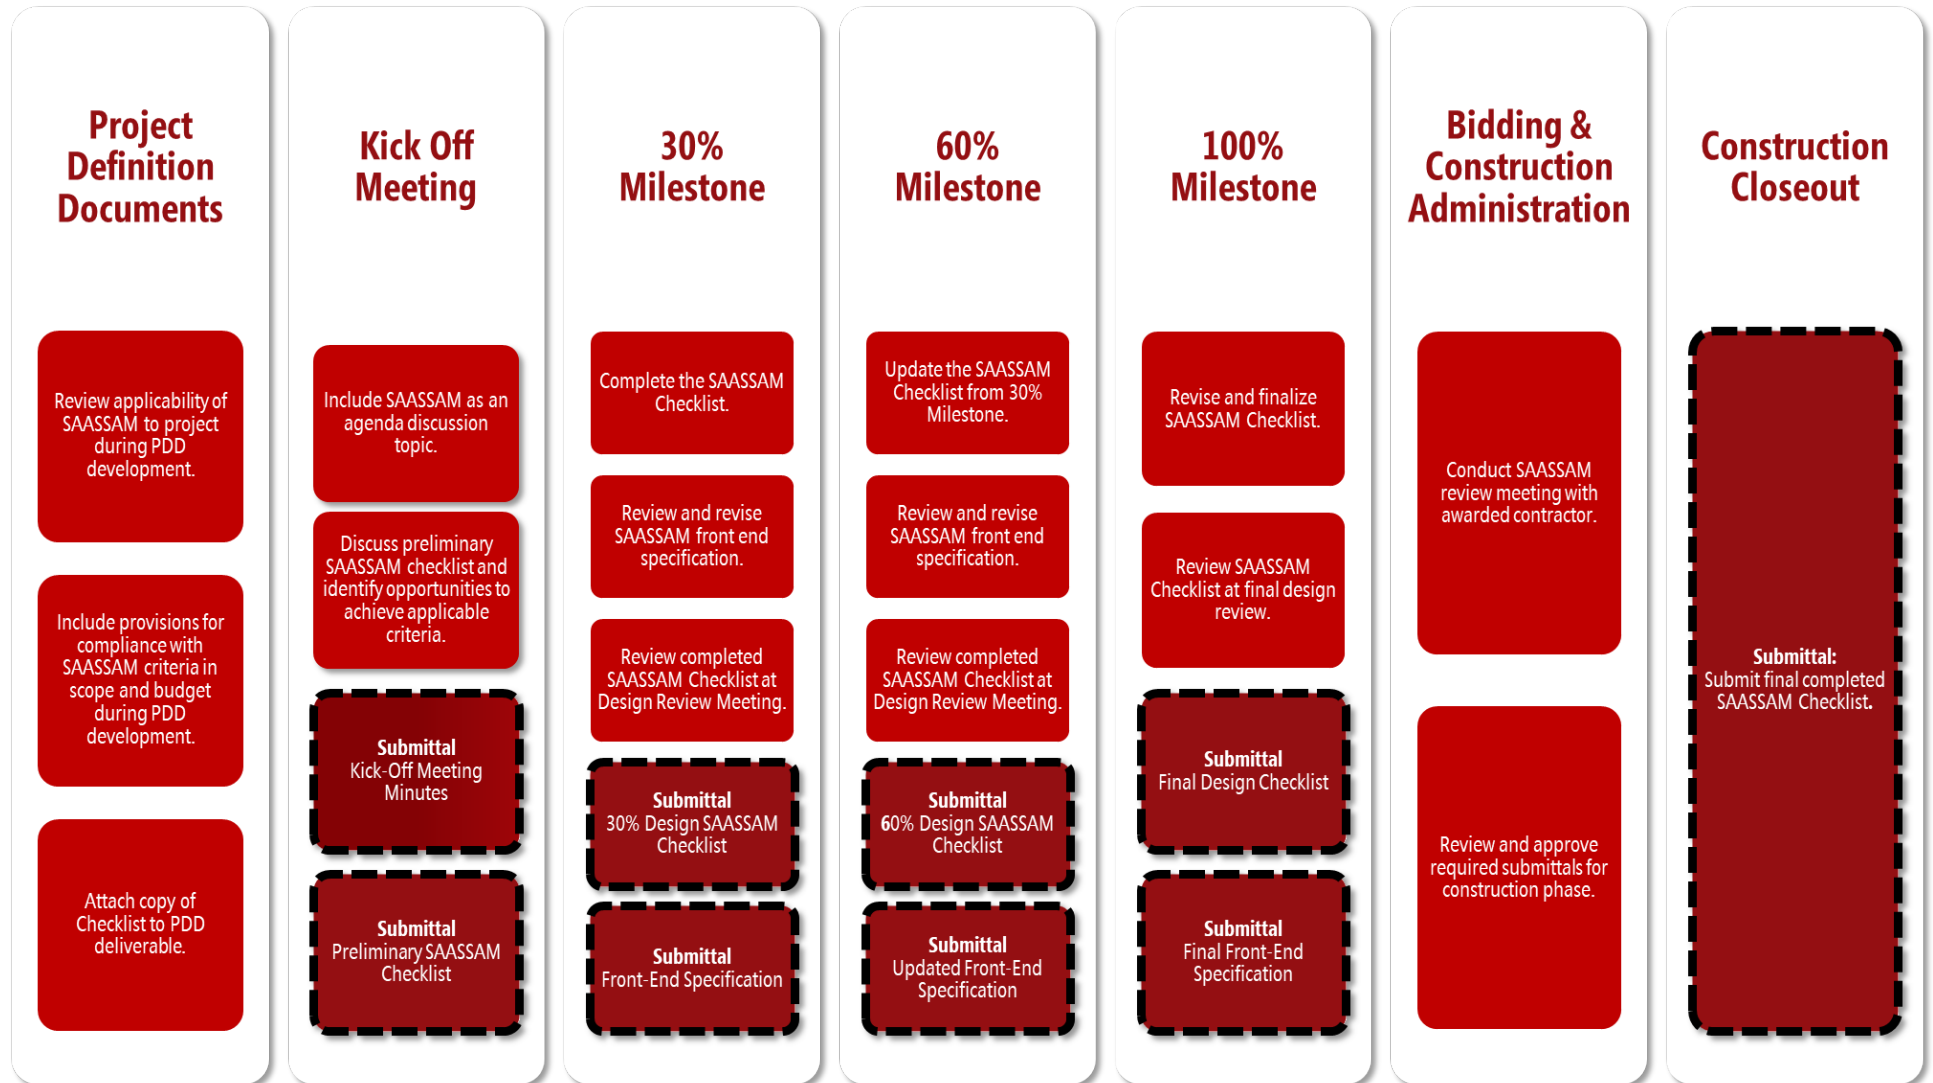 Project
Definition
Documents
Review applicability of
SAASSAM to project
during PDD
development.
Include provisions for
compliance with
SAASSAM criteria in
scope and budget
during PDD
development.
Attach copy of
Checklist to PDD
deliverable.
Kick Off
Meeting
Include SAASSAM as an
agenda discussion
topic.
Discuss preliminary
SAASSAM checklist and
identify opportunities to
achieve applicable
criteria.
Submittal
Kick-Off Meeting
Minutes
Submittal
Preliminary SAASSAM
Checklist
30%
Milestone
Complete the SAASSAM
Checklist.
Review and revise
SAASSAM front end
specification.
Review completed
SAASSAM Checklist at
Design Review Meeting.
Submittal
30% Design SAASSAM
Checklist
Submittal
Front-End Specification
60%
Milestone
Update the SAASSAM
Checklist from 30%
Milestone.
Review and revise
SAASSAM front end
specification.
Review completed
SAASSAM Checklist at
Design Review Meeting.
Submittal
60% Design SAASSAM
Checklist
Submittal
Updated Front-End
Specification
100%
Milestone
Revise and finalize
SAASSAM Checklist.
Review SAASSAM
Checklist at final design
review.
Submittal
Final Design Checklist
Submittal
Final Front-End
Specification
Bidding &
Construction
Administration
Conduct SAASSAM
review meeting with
awarded contractor.
Review and approve
required submittals for
construction phase.
Construction
Closeout
Submittal:
Submit final completed
SAASSAM Checklist.